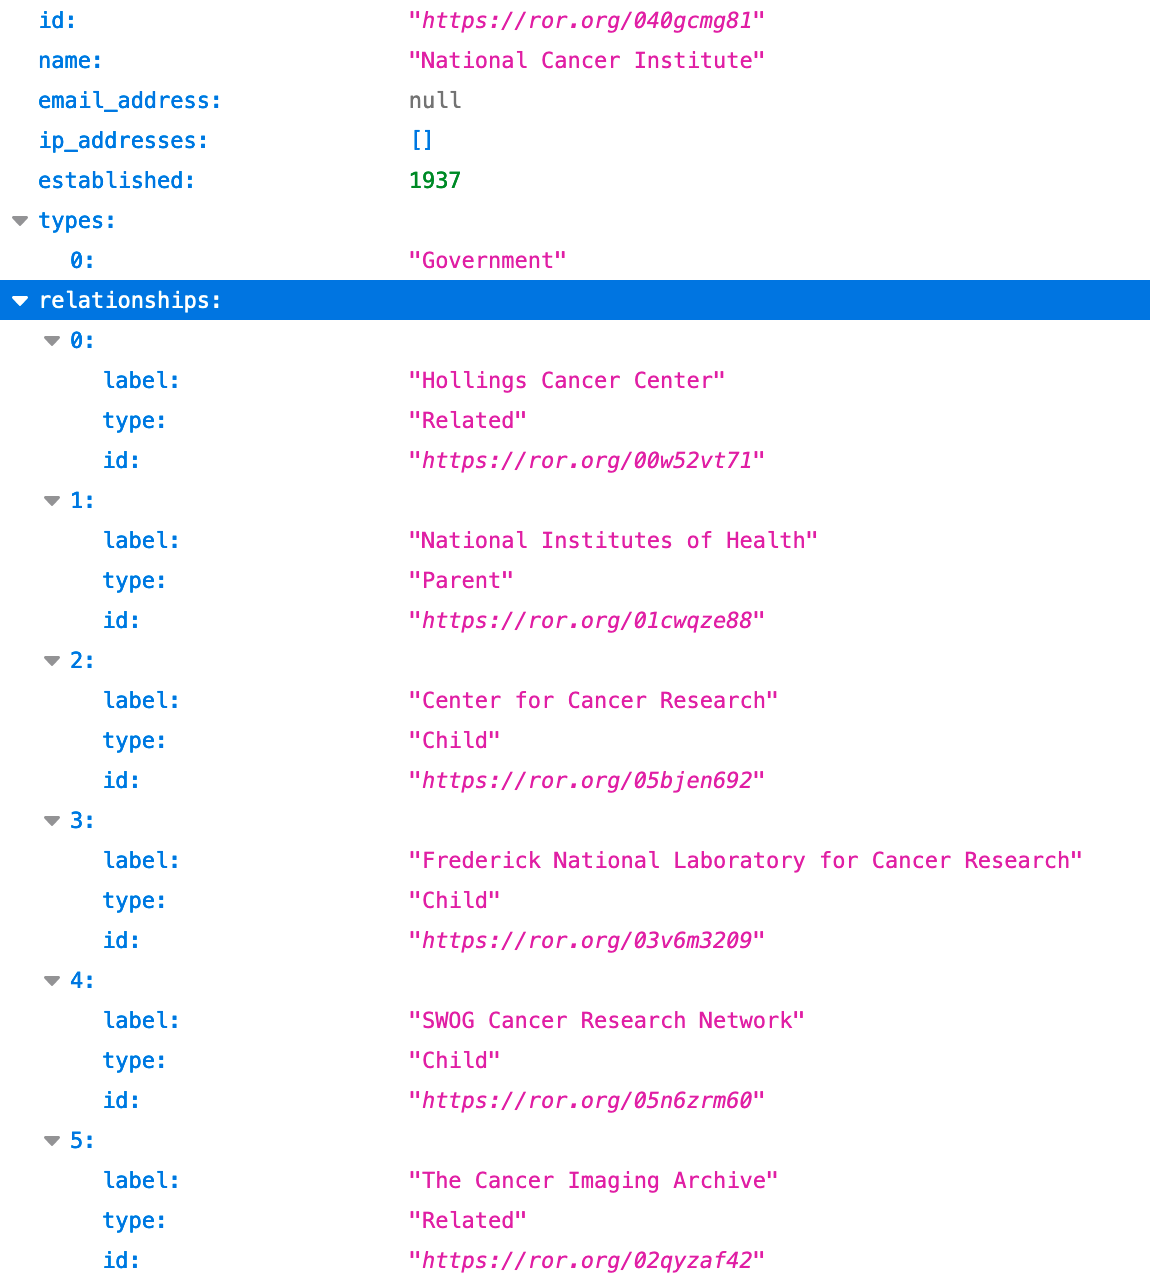 id: "https://ror.org/040gcmg81"
name: "National Cancer Institute"
email_address: null
ip_addresses: []
established: 1937
types:
0: "Government"
relationships:
0:
label: "Hollings Cancer Center"
type: "Related"
id: "https://ror.org/00w52vt71"
1:
label: "National Institutes of Health"
type: "Parent"
id: "https://ror.org/01cwqze88"
2:
label: "Center for Cancer Research"
type: "Child"
id: "https://ror.org/05bjen692"
3:
label: "Frederick National Laboratory for Cancer Research"
type: "Child"
id: "https://ror.org/03v6m3209"
4:
label: "SWOG Cancer Research Network"
type: "Child"
id: "https://ror.org/05n6zrm60"
5:
label: "The Cancer Imaging Archive"
type: "Related"
id: "https://ror.org/02qyzaf42"